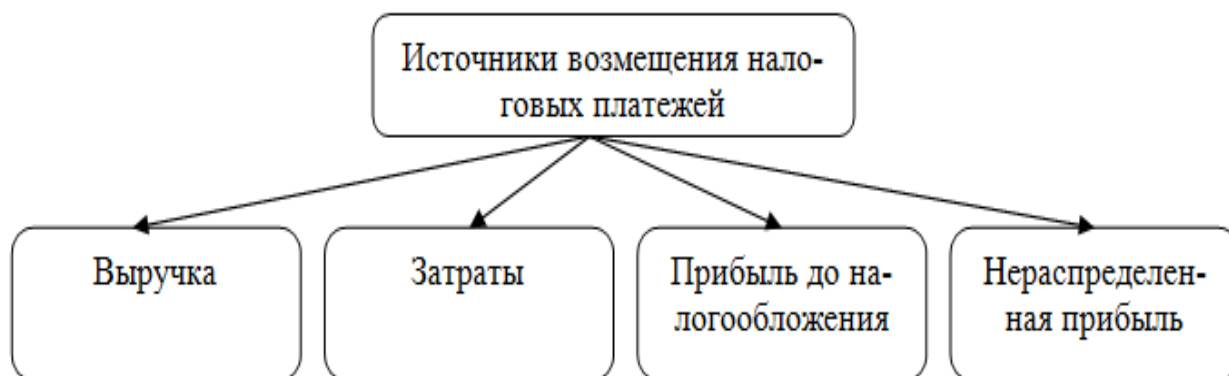 Источники возмещения нало-
говых платежей
Выручка
Затраты
Прибыль до на-
логообложения
Нераспределен-
ная прибыль